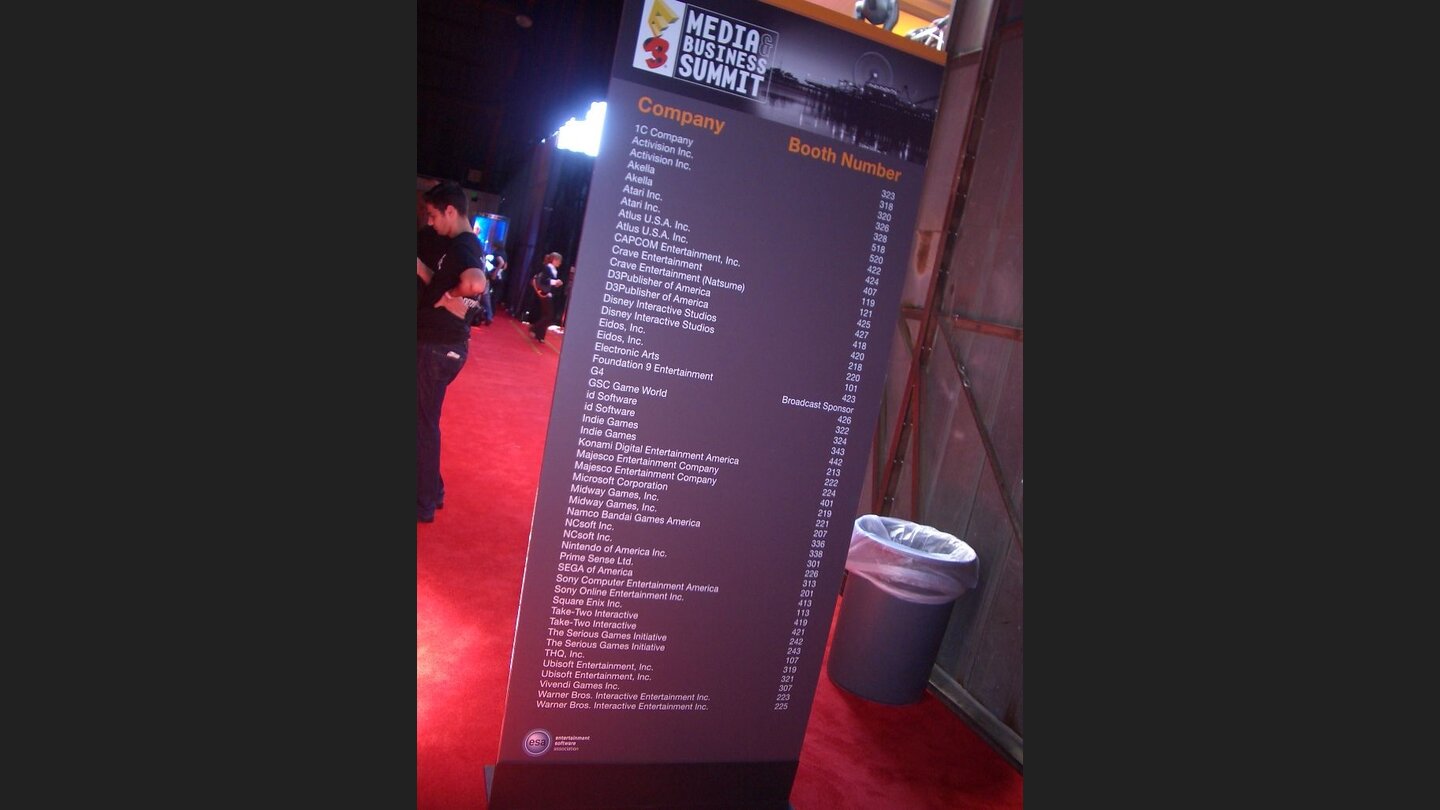 E3 MEDIA & BUSINESS SUMMIT
Company Booth Number
1C Company 323
Activision Inc. 318
Activision Inc. 320
Akella 326
Akella 328
Atari Inc. 518
Atari Inc. 520
Atlus U.S.A. Inc. 422
Atlus U.S.A. Inc. 424
CAPCOM Entertainment, Inc. 407
Crave Entertainment 119
Crave Entertainment (Natsume) 121
D3Publisher of America 425
D3Publisher of America 427
Disney Interactive Studios 418
Disney Interactive Studios 420
Eidos, Inc. 218
Eidos, Inc. 220
Electronic Arts 101
Foundation 9 Entertainment 423
G4 Broadcast Sponsor
GSC Game World 426
id Software 322
id Software 324
Indie Games 343
Indie Games 442
Konami Digital Entertainment America 213
Majesco Entertainment Company 222
Majesco Entertainment Company 224
Microsoft Corporation 401
Midway Games, Inc. 219
Midway Games, Inc. 221
Namco Bandai Games America 207
NCsoft Inc. 336
NCsoft Inc. 338
Nintendo of America Inc. 301
Prime Sense Ltd. 226
SEGA of America 313
Sony Computer Entertainment America 201
Sony Online Entertainment Inc. 413
Square Enix Inc. 113
Take-Two Interactive 419
Take-Two Interactive 421
The Serious Games Initiative 242
The Serious Games Initiative 243
THQ, Inc. 107
Ubisoft Entertainment, Inc. 319
Ubisoft Entertainment, Inc. 321
Vivendi Games Inc. 307
Warner Bros. Interactive Entertainment Inc. 223
Warner Bros. Interactive Entertainment Inc. 225
esa entertainment
software
association